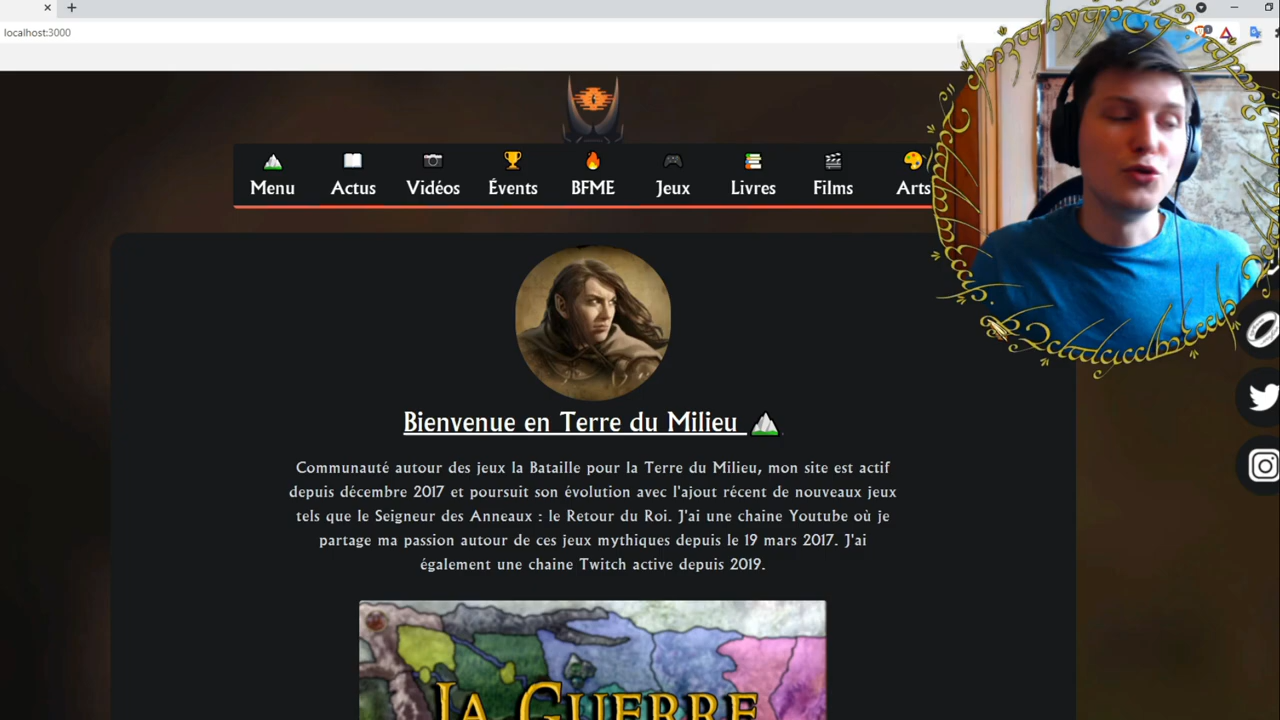 localhost:3000
Menu Actus Vidéos Évents BFME Jeux Livres Films Arts
Bienvenue en Terre du Milieu
Communauté autour des jeux la Bataille pour la Terre du Milieu, mon site est actif
depuis décembre 2017 et poursuit son évolution avec l'ajout récent de nouveaux jeux
tels que le Seigneur des Anneaux : le Retour du Roi. J'ai une chaine Youtube où je
partage ma passion autour de ces jeux mythiques depuis le 19 mars 2017. J'ai
également une chaine Twitch active depuis 2019.
La Guerre